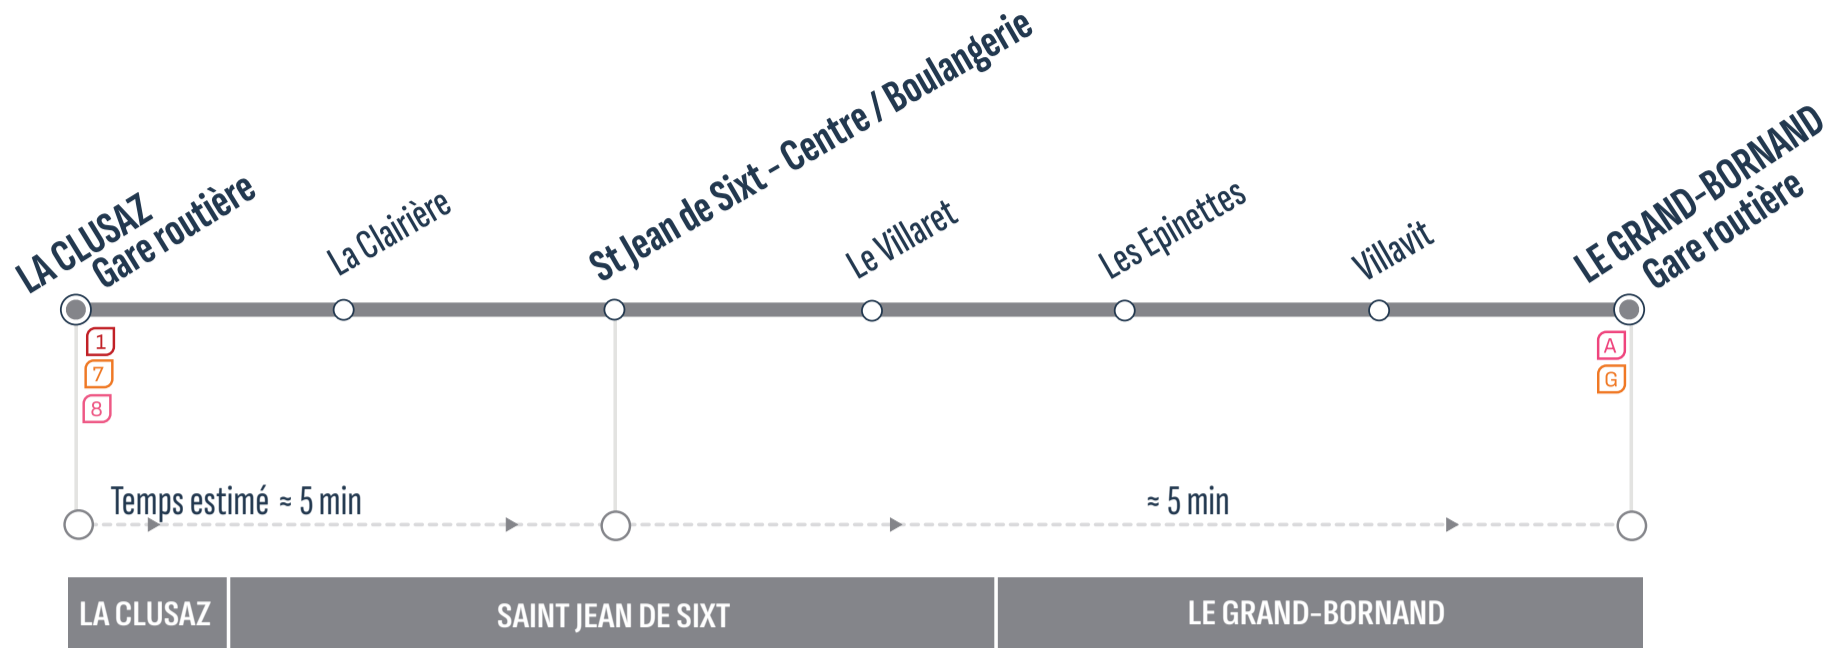 LA CLUSAZ
Gare routière
La Clairière
St Jean de Sixt - Centre / Boulangerie
Le Villaret
Les Epinettes
Villavit
LE GRAND-BORNAND
Gare routière
1
7
8
A
G
Temps estimé ≈ 5 min
≈ 5 min
LA CLUSAZ
SAINT JEAN DE SIXT
LE GRAND-BORNAND